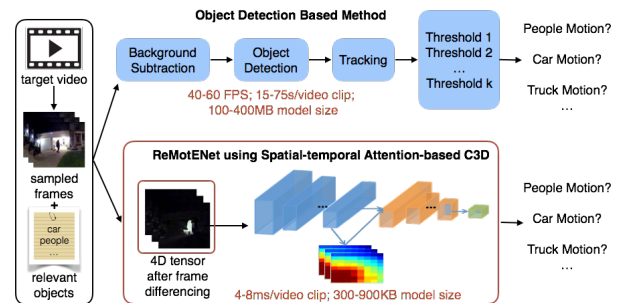 Object Detection Based Method
target video
Background
Subtraction
Object
Detection
Tracking
Threshold 1
Threshold 2
...
Threshold k
People Motion?
Car Motion?
Truck Motion?
...
40-60 FPS; 15-75s/video clip;
100-400MB model size
sampled
frames
+
car
people
...
relevant
objects
ReMotENet using Spatial-temporal Attention-based C3D
...
...
4D tensor
after frame
differencing
4-8ms/video clip; 300-900KB model size
People Motion?
Car Motion?
Truck Motion?
...